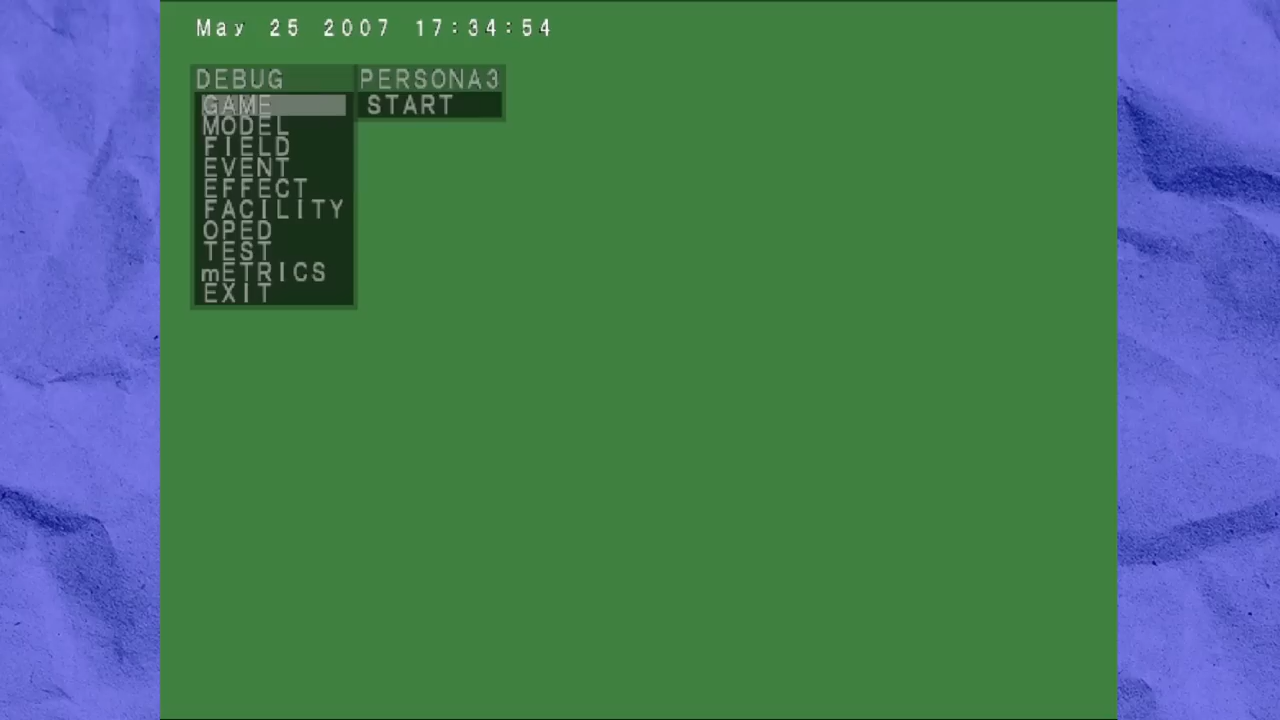 May 25 2007 17:34:54
DEBUG PERSONA3
GAME START
MODEL
FIELD
EVENT
EFFECT
FACILITY
OPED
TEST
mETRICS
EXIT